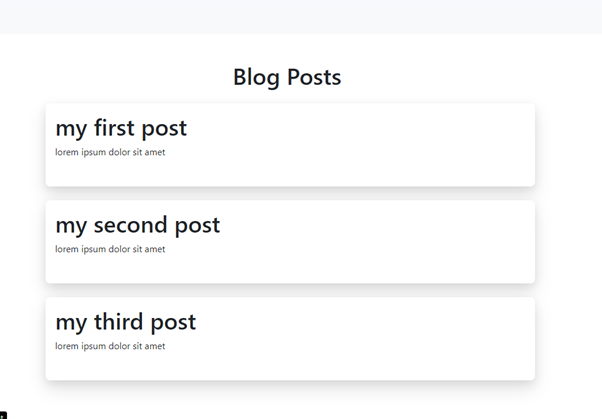 Blog Posts
my first post
lorem ipsum dolor sit amet
my second post
lorem ipsum dolor sit amet
my third post
lorem ipsum dolor sit amet